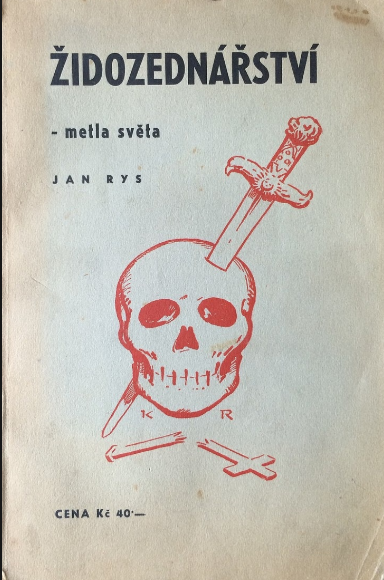 ŽIDOZEDNÁŘSTVÍ
- metla světa
JAN RYS
K R
CENA Kč 40·—